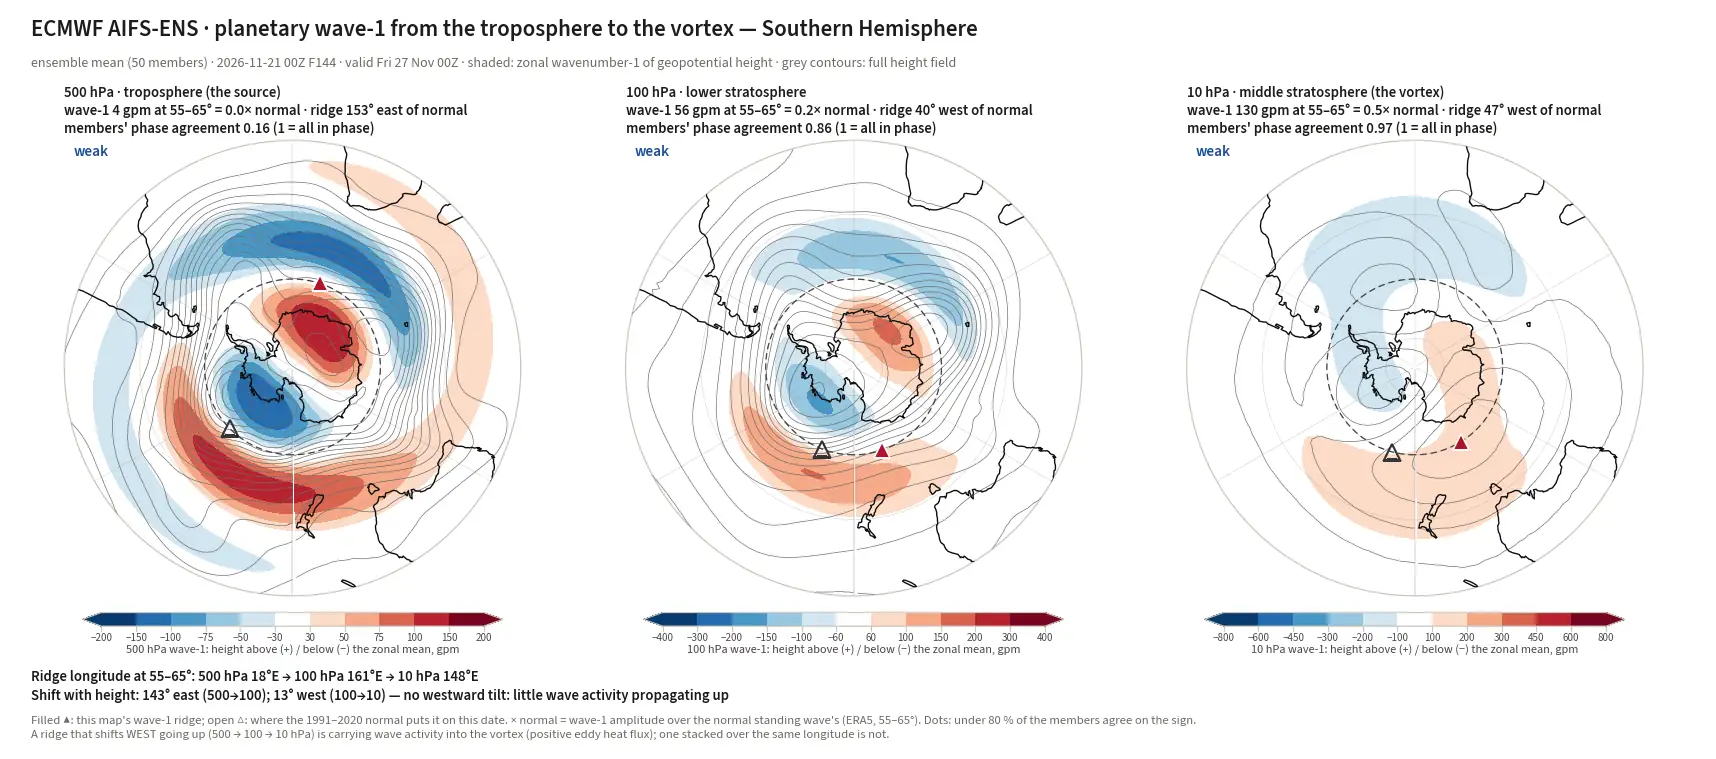 ECMWF AIFS-ENS · planetary wave-1 from the troposphere to the vortex — Southern Hemisphere
ensemble mean (50 members) · 2026-11-21 00Z F144 · valid Fri 27 Nov 00Z · shaded: zonal wavenumber-1 of geopotential height · grey contours: full height field
500 hPa · troposphere (the source)
wave-1 4 gpm at 55–65° = 0.0× normal · ridge 153° east of normal
members' phase agreement 0.16 (1 = all in phase)
weak
100 hPa · lower stratosphere
wave-1 56 gpm at 55–65° = 0.2× normal · ridge 40° west of normal
members' phase agreement 0.86 (1 = all in phase)
weak
10 hPa · middle stratosphere (the vortex)
wave-1 130 gpm at 55–65° = 0.5× normal · ridge 47° west of normal
members' phase agreement 0.97 (1 = all in phase)
weak
−200 −150 −100 −75 −50 −30 30 50 75 100 150 200
500 hPa wave-1: height above (+) / below (−) the zonal mean, gpm
−400 −300 −200 −150 −100 −60 60 100 150 200 300 400
100 hPa wave-1: height above (+) / below (−) the zonal mean, gpm
−800 −600 −450 −300 −200 −100 100 200 300 450 600 800
10 hPa wave-1: height above (+) / below (−) the zonal mean, gpm
Ridge longitude at 55–65°: 500 hPa 18°E → 100 hPa 161°E → 10 hPa 148°E
Shift with height: 143° east (500→100); 13° west (100→10) — no westward tilt: little wave activity propagating up
Filled ▲: this map's wave-1 ridge; open △: where the 1991–2020 normal puts it on this date. × normal = wave-1 amplitude over the normal standing wave's (ERA5, 55–65°). Dots: under 80 % of the members agree on the sign.
A ridge that shifts WEST going up (500 → 100 → 10 hPa) is carrying wave activity into the vortex (positive eddy heat flux); one stacked over the same longitude is not.